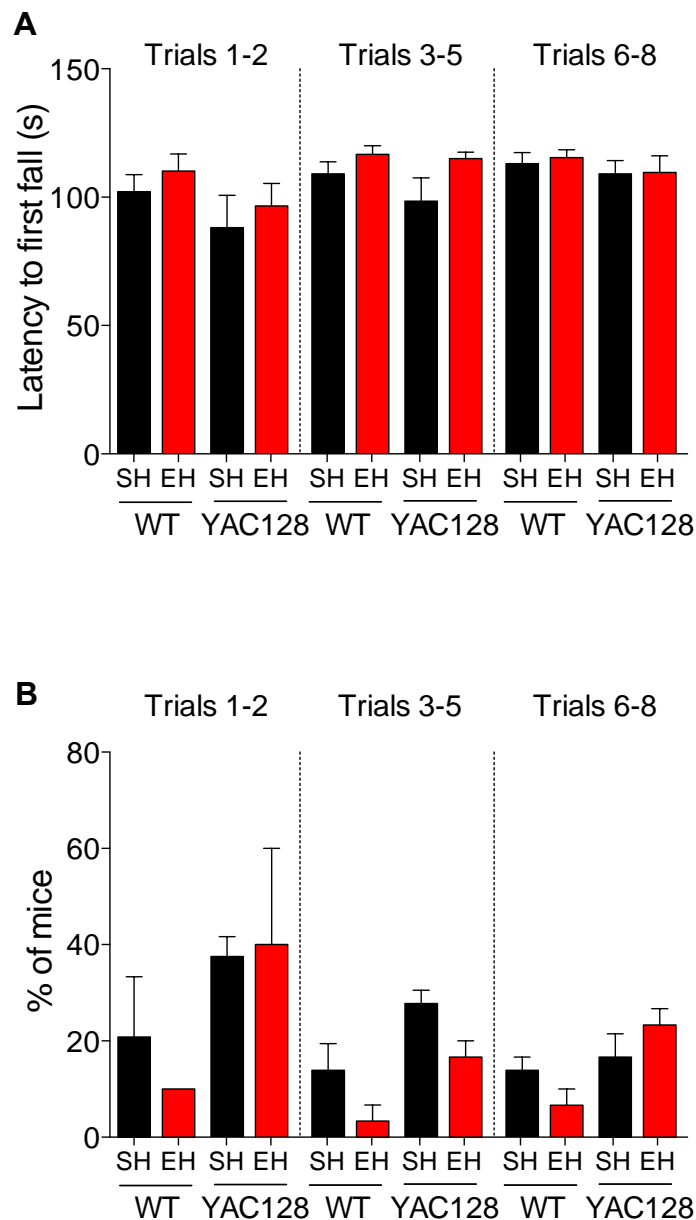 A
Trials 1-2 Trials 3-5 Trials 6-8
Latency to first fall (s)
150
100
50
0
SH EH SH EH SH EH SH EH SH EH SH EH
WT YAC128 WT YAC128 WT YAC128
B
Trials 1-2 Trials 3-5 Trials 6-8
% of mice
80
60
40
20
0
SH EH SH EH SH EH SH EH SH EH SH EH
WT YAC128 WT YAC128 WT YAC128